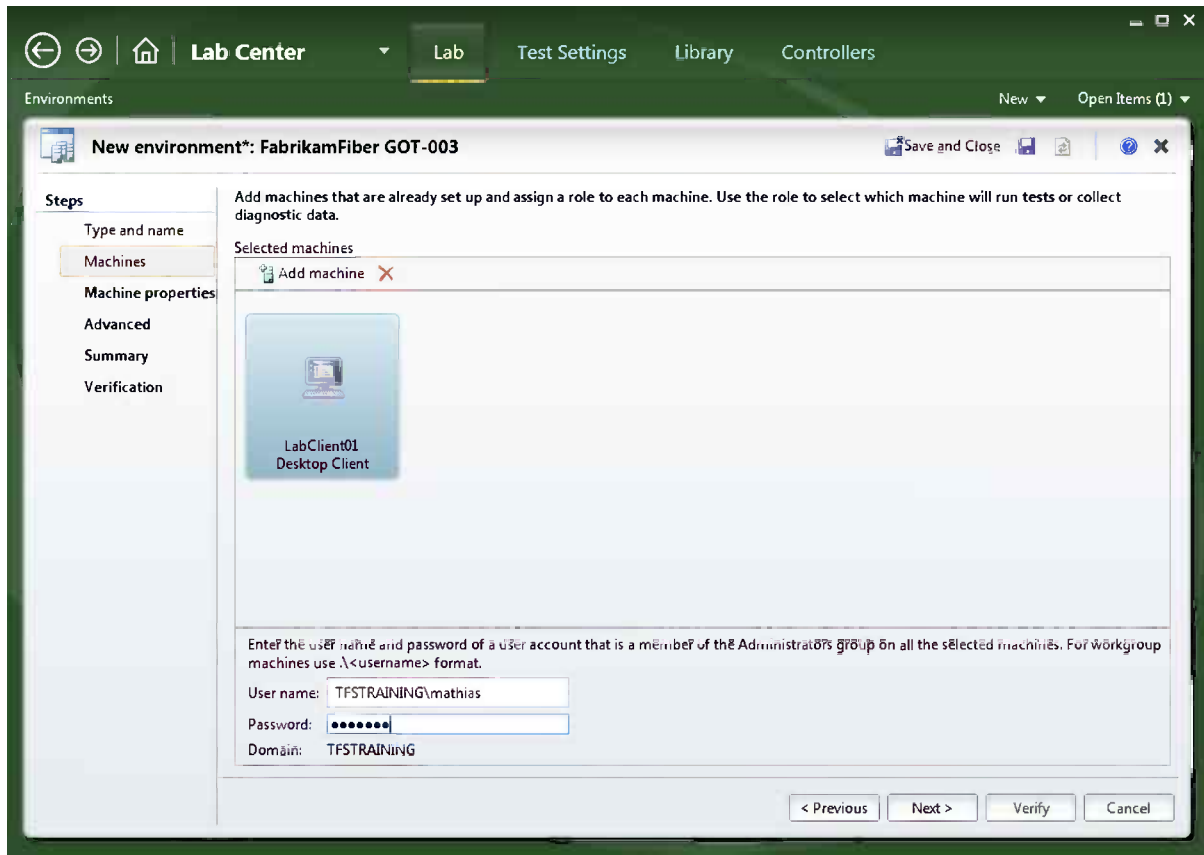 Lab Center Lab Test Settings Library Controllers
Environments New Open Items (1)
New environment*: FabrikamFiber GOT-003 Save and Close
Steps
Type and name
Machines
Machine properties
Advanced
Summary
Verification
Add machines that are already set up and assign a role to each machine. Use the role to select which machine will run tests or collect
diagnostic data.
Selected machines
Add machine
LabClient01
Desktop Client
Enter the user name and password of a user account that is a member of the Administrators group on all the selected machines. For workgroup
machines use .\<username> format.
User name: TFSTRAINING\mathias
Password: •••••••
Domain: TFSTRAINING
< Previous Next > Verify Cancel